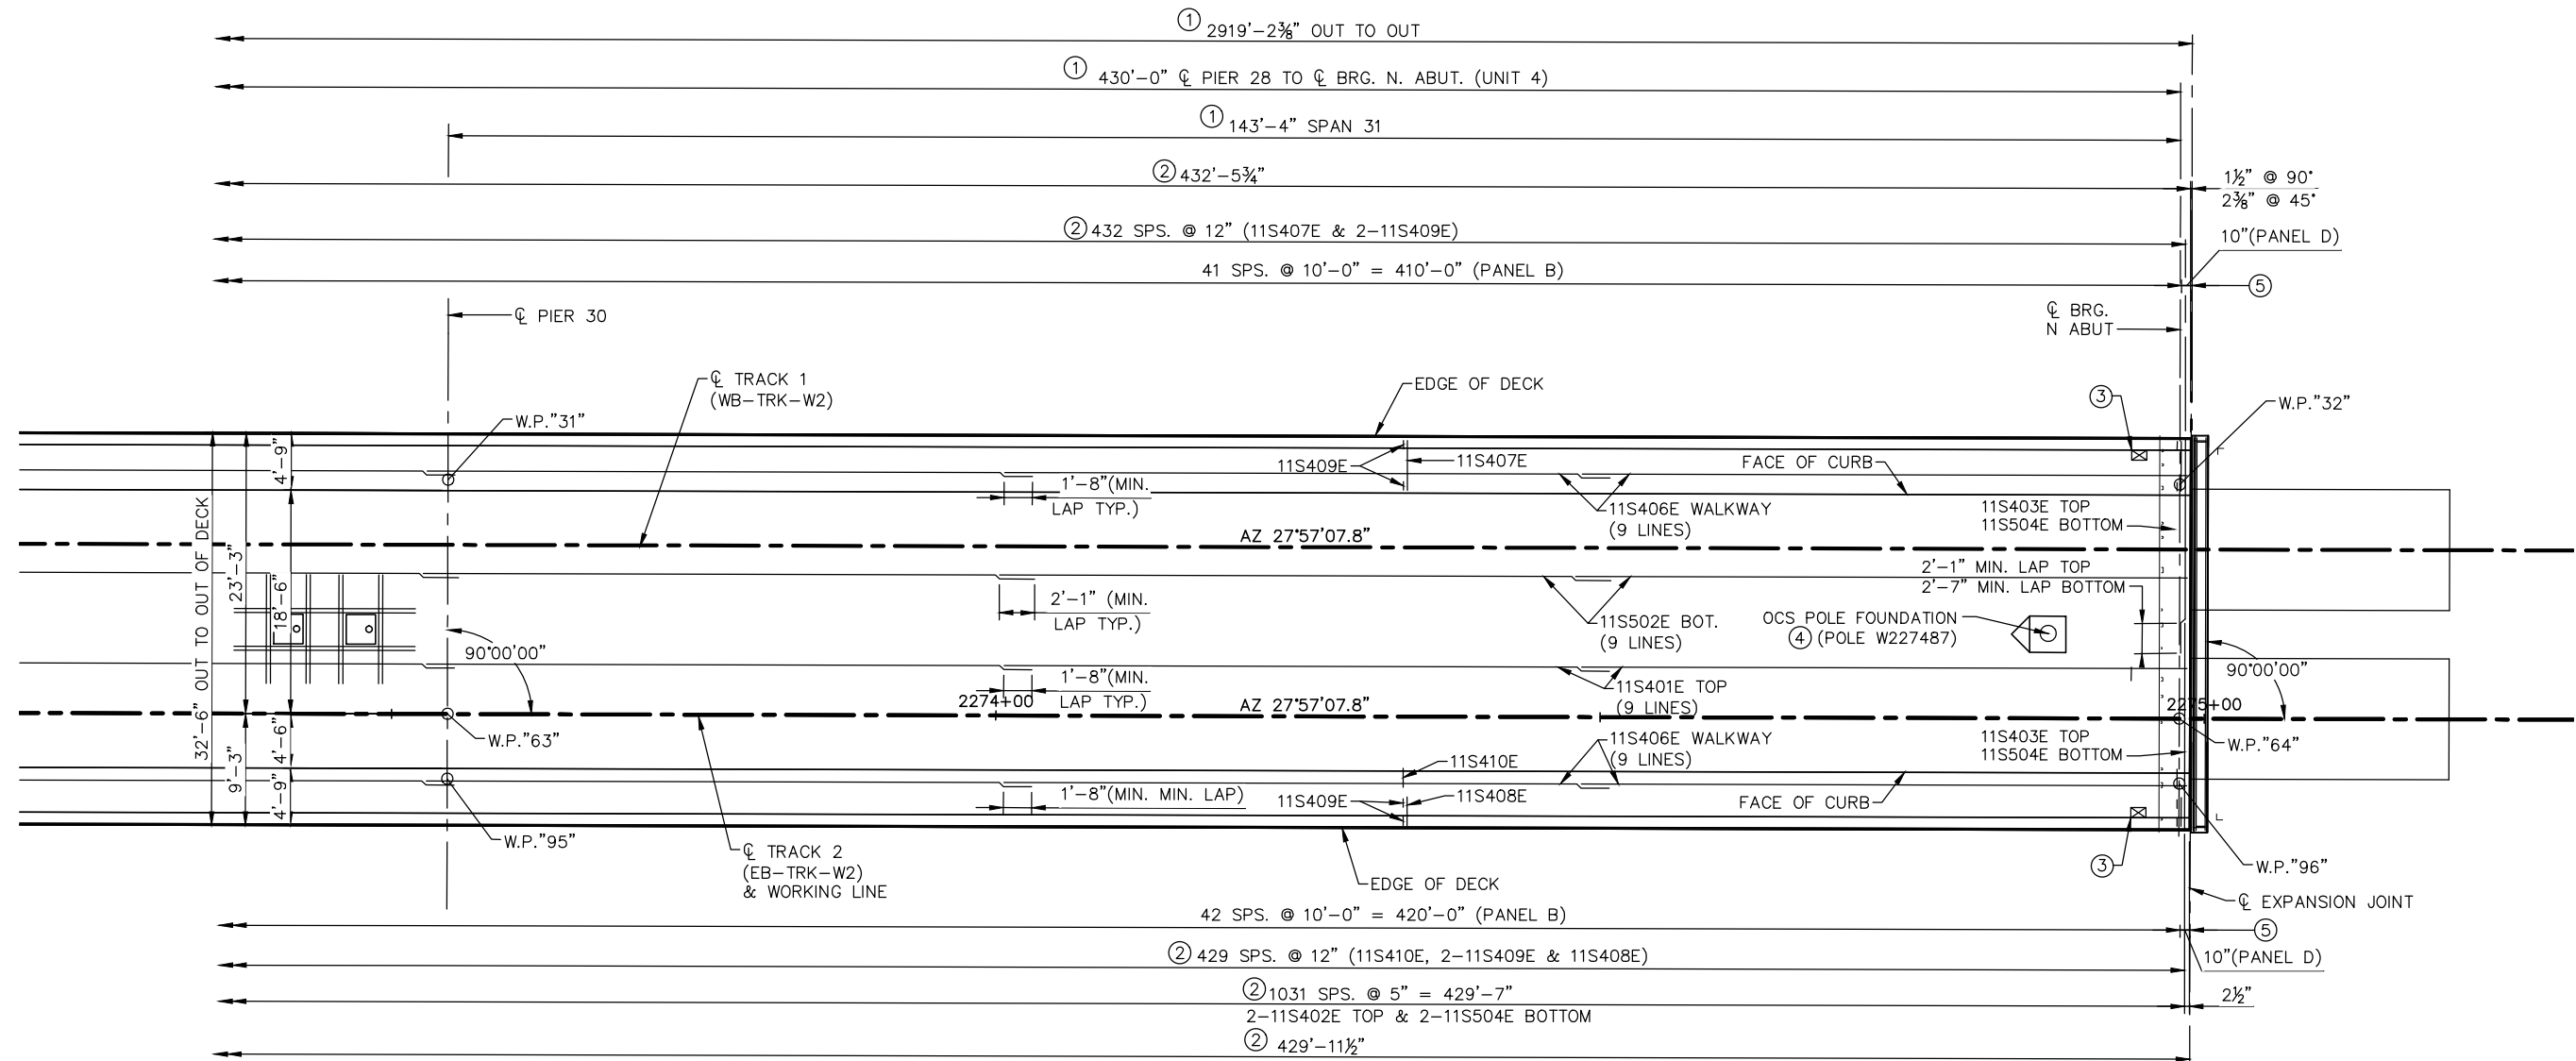 ① 2919'-2⅜" OUT TO OUT
① 430'-0" ℄ PIER 28 TO ℄ BRG. N. ABUT. (UNIT 4)
① 143'-4" SPAN 31
② 432'-5¾"
1½" @ 90°
2⅜" @ 45°
② 432 SPS. @ 12" (11S407E & 2-11S409E)
10"(PANEL D)
41 SPS. @ 10'-0" = 410'-0" (PANEL B)
⑤
℄ PIER 30
℄ BRG.
N ABUT
℄ TRACK 1
(WB-TRK-W2)
EDGE OF DECK
③
W.P."32"
W.P."31"
4'-9"
11S409E
11S407E
FACE OF CURB
1'-8"(MIN.
LAP TYP.)
11S406E WALKWAY
(9 LINES)
11S403E TOP
11S504E BOTTOM
AZ 27°57'07.8"
32'-6" OUT TO OUT OF DECK
23'-3"
18'-6"
2'-1" MIN. LAP TOP
2'-7" MIN. LAP BOTTOM
2'-1" (MIN.
LAP TYP.)
11S502E BOT.
(9 LINES)
OCS POLE FOUNDATION
④ (POLE W227487)
90°00'00"
90°00'00"
1'-8"(MIN.
LAP TYP.)
11S401E TOP
(9 LINES)
2274+00
AZ 27°57'07.8"
2275+00
W.P."63"
4'-6"
9'-3"
4'-9"
11S406E WALKWAY
(9 LINES)
11S403E TOP
11S504E BOTTOM
W.P."64"
11S410E
1'-8"(MIN. MIN. LAP)
11S409E
11S408E
FACE OF CURB
W.P."95"
℄ TRACK 2
(EB-TRK-W2)
& WORKING LINE
EDGE OF DECK
③
W.P."96"
℄ EXPANSION JOINT
42 SPS. @ 10'-0" = 420'-0" (PANEL B)
⑤
② 429 SPS. @ 12" (11S410E, 2-11S409E & 11S408E)
10"(PANEL D)
② 1031 SPS. @ 5" = 429'-7"
2-11S402E TOP & 2-11S504E BOTTOM
2½"
② 429'-11½"